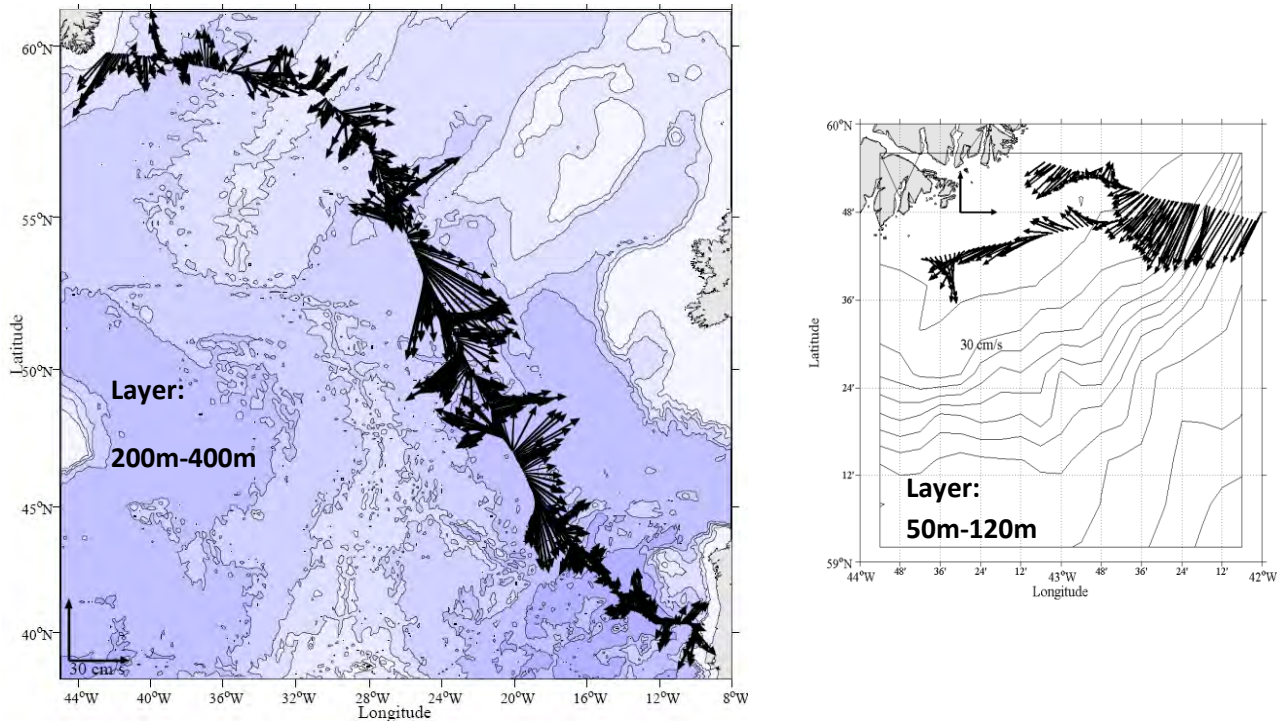 60°N
55°N
50°N
45°N
40°N
Latitude
Layer:
200m-400m
30 cm/s
44°W 40°W 36°W 32°W 28°W 24°W 20°W 16°W 12°W 8°W
Longitude
60°N
48'
36'
24'
12'
59°N
Latitude
30 cm/s
Layer:
50m-120m
44°W 48' 36' 24' 12' 43°W 48' 36' 24' 12' 42°W
Longitude